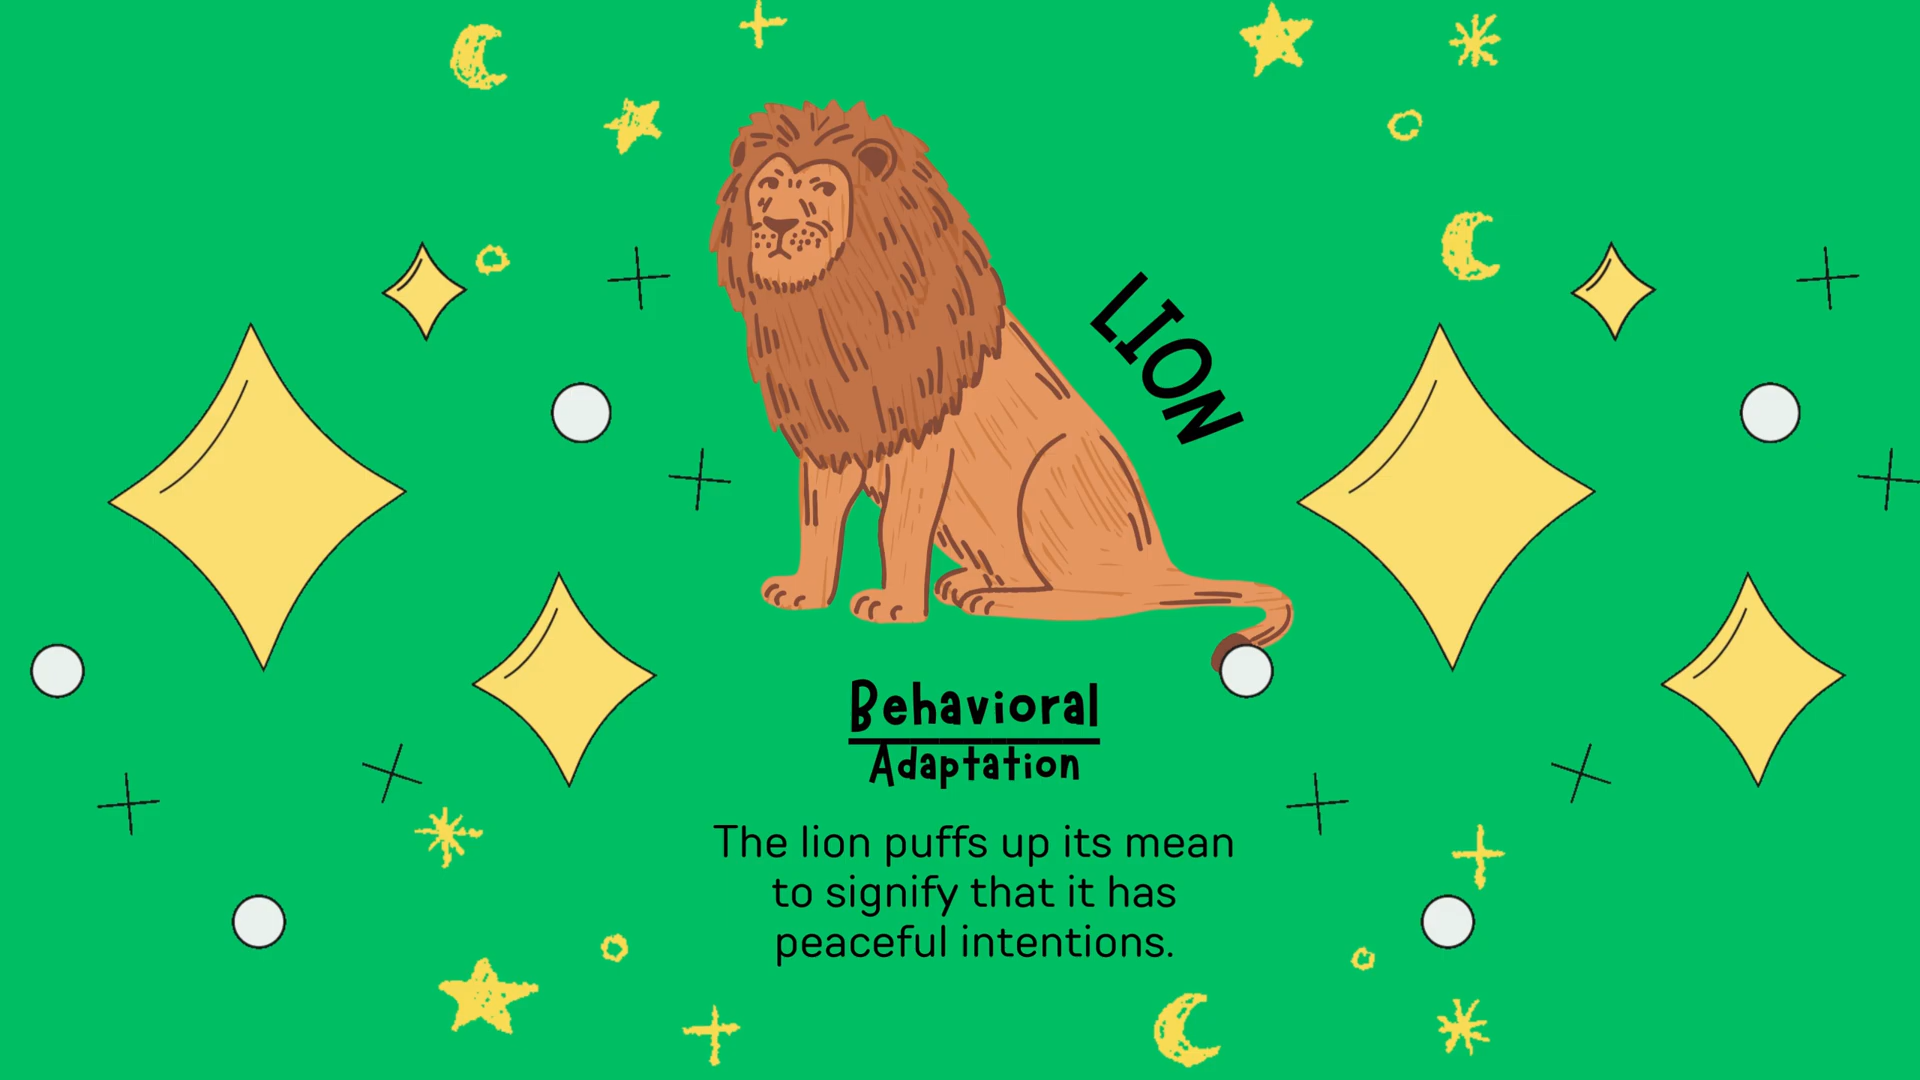 LION
Behavioral
Adaptation
The lion puffs up its mean
to signify that it has
peaceful intentions.